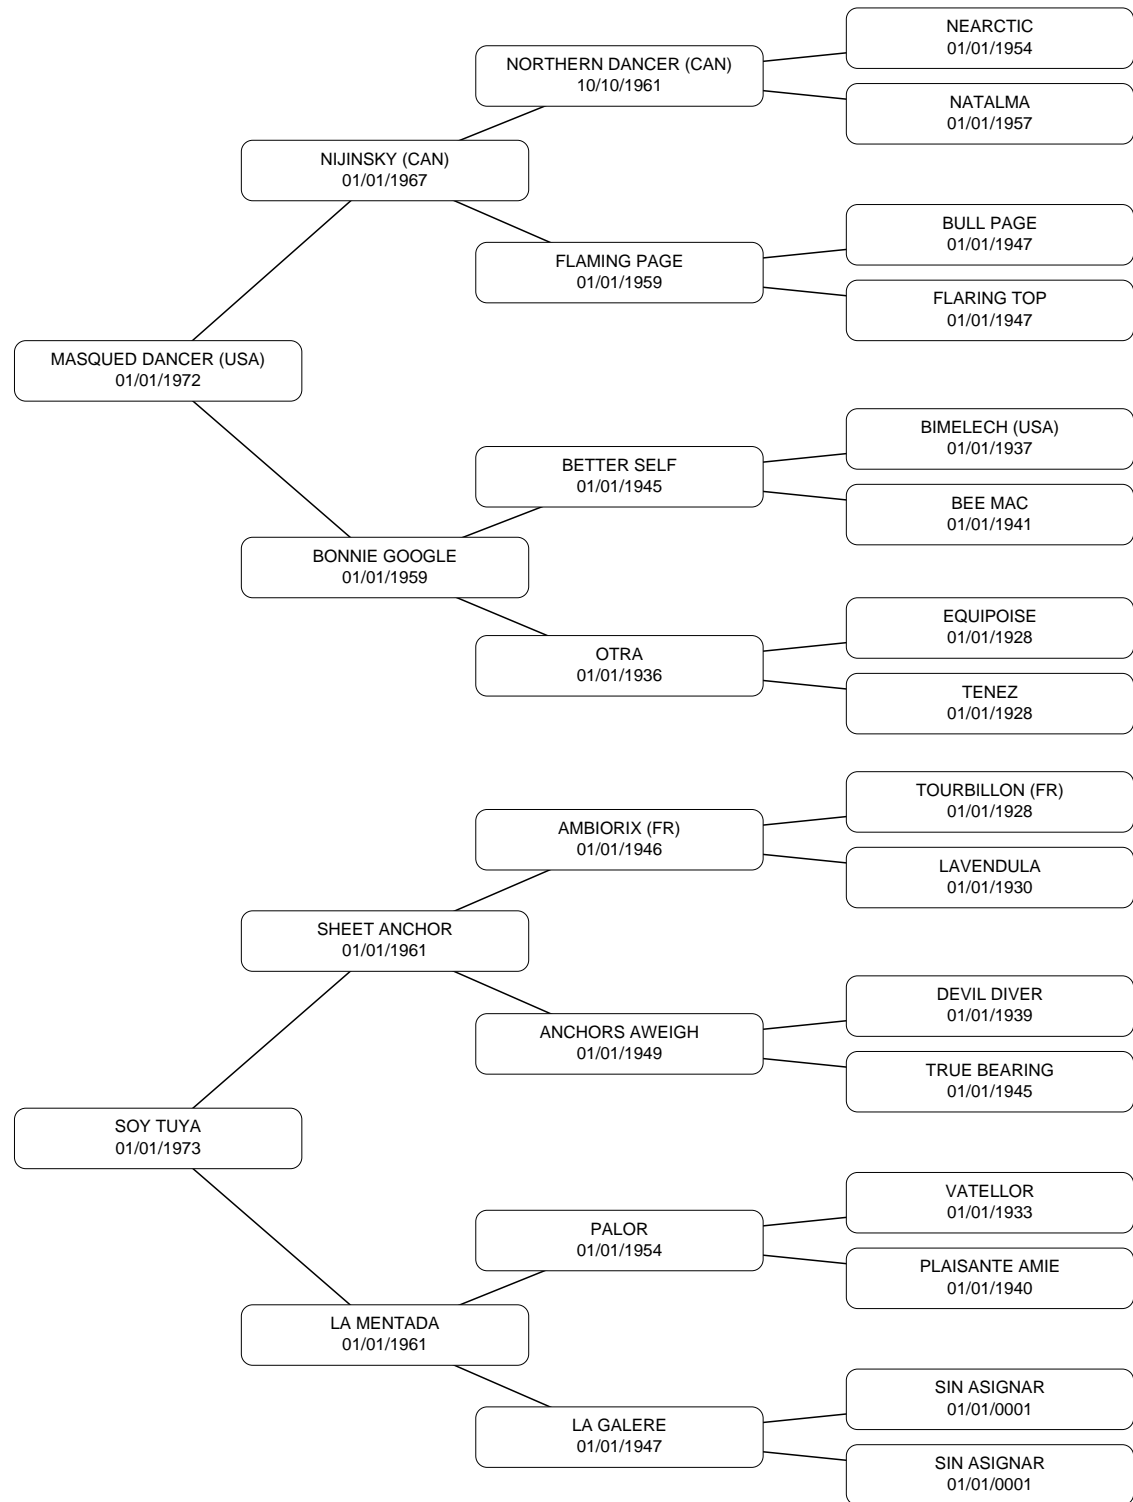 NEARCTIC
01/01/1954
NORTHERN DANCER (CAN)
10/10/1961
NATALMA
01/01/1957
NIJINSKY (CAN)
01/01/1967
BULL PAGE
01/01/1947
FLAMING PAGE
01/01/1959
FLARING TOP
01/01/1947
MASQUED DANCER (USA)
01/01/1972
BIMELECH (USA)
01/01/1937
BETTER SELF
01/01/1945
BEE MAC
01/01/1941
BONNIE GOOGLE
01/01/1959
EQUIPOISE
01/01/1928
OTRA
01/01/1936
TENEZ
01/01/1928
TOURBILLON (FR)
01/01/1928
AMBIORIX (FR)
01/01/1946
LAVENDULA
01/01/1930
SHEET ANCHOR
01/01/1961
DEVIL DIVER
01/01/1939
ANCHORS AWEIGH
01/01/1949
TRUE BEARING
01/01/1945
SOY TUYA
01/01/1973
VATELLOR
01/01/1933
PALOR
01/01/1954
PLAISANTE AMIE
01/01/1940
LA MENTADA
01/01/1961
SIN ASIGNAR
01/01/0001
LA GALERE
01/01/1947
SIN ASIGNAR
01/01/0001